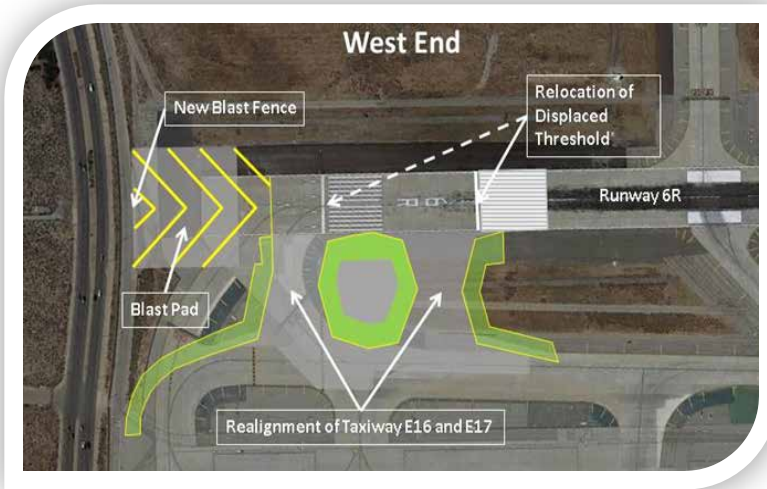 West End
New Blast Fence
Relocation of
Displaced
Threshold
Runway 6R
Blast Pad
Realignment of Taxiway E16 and E17